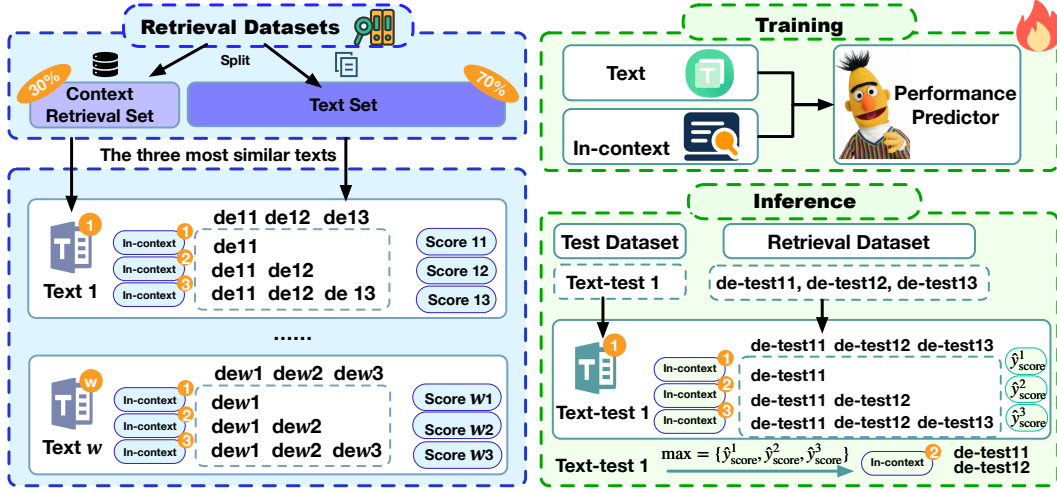 Retrieval Datasets
Split
30%
Context
Retrieval Set
Text Set
70%
The three most similar texts
de11 de12 de13
T 1
Text 1
In-context 1
In-context 2
In-context 3
de11
de11 de12
de11 de12 de 13
Score 11
Score 12
Score 13
......
dew1 dew2 dew3
T w
Text w
In-context 1
In-context 2
In-context 3
dew1
dew1 dew2
dew1 dew2 dew3
Score W1
Score W2
Score W3
Training
Text
T
In-context
Performance
Predictor
Inference
Test Dataset
Retrieval Dataset
Text-test 1
de-test11, de-test12, de-test13
T 1
Text-test 1
de-test11 de-test12 de-test13
In-context 1
In-context 2
In-context 3
de-test11
de-test11 de-test12
de-test11 de-test12 de-test13
ŷ¹score
ŷ²score
ŷ³score
Text-test 1
max = {ŷ¹score, ŷ²score, ŷ³score}
In-context 2
de-test11
de-test12